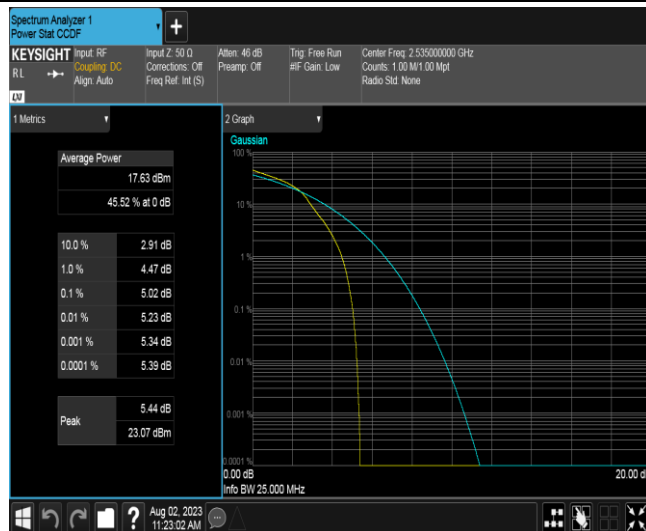 Spectrum Analyzer 1
Power Stat CCDF
+
KEYSIGHT
RL
Input: RF
Coupling: DC
Align: Auto
Input Z: 50 Ω
Corrections: Off
Freq Ref: Int (S)
Atten: 46 dB
Preamp: Off
Trig: Free Run
#IF Gain: Low
Center Freq: 2.535000000 GHz
Counts: 1.00 M/1.00 Mpt
Radio Std: None
1 Metrics
Average Power
17.63 dBm
45.52 % at 0 dB
10.0 % 2.91 dB
1.0 % 4.47 dB
0.1 % 5.02 dB
0.01 % 5.23 dB
0.001 % 5.34 dB
0.0001 % 5.39 dB
Peak
5.44 dB
23.07 dBm
2 Graph
Gaussian
100 %
10 %
1 %
0.1 %
0.01 %
0.001 %
0.0001 %
0.00 dB
20.00 d
Info BW 25.000 MHz
?
Aug 02, 2023
11:23:02 AM